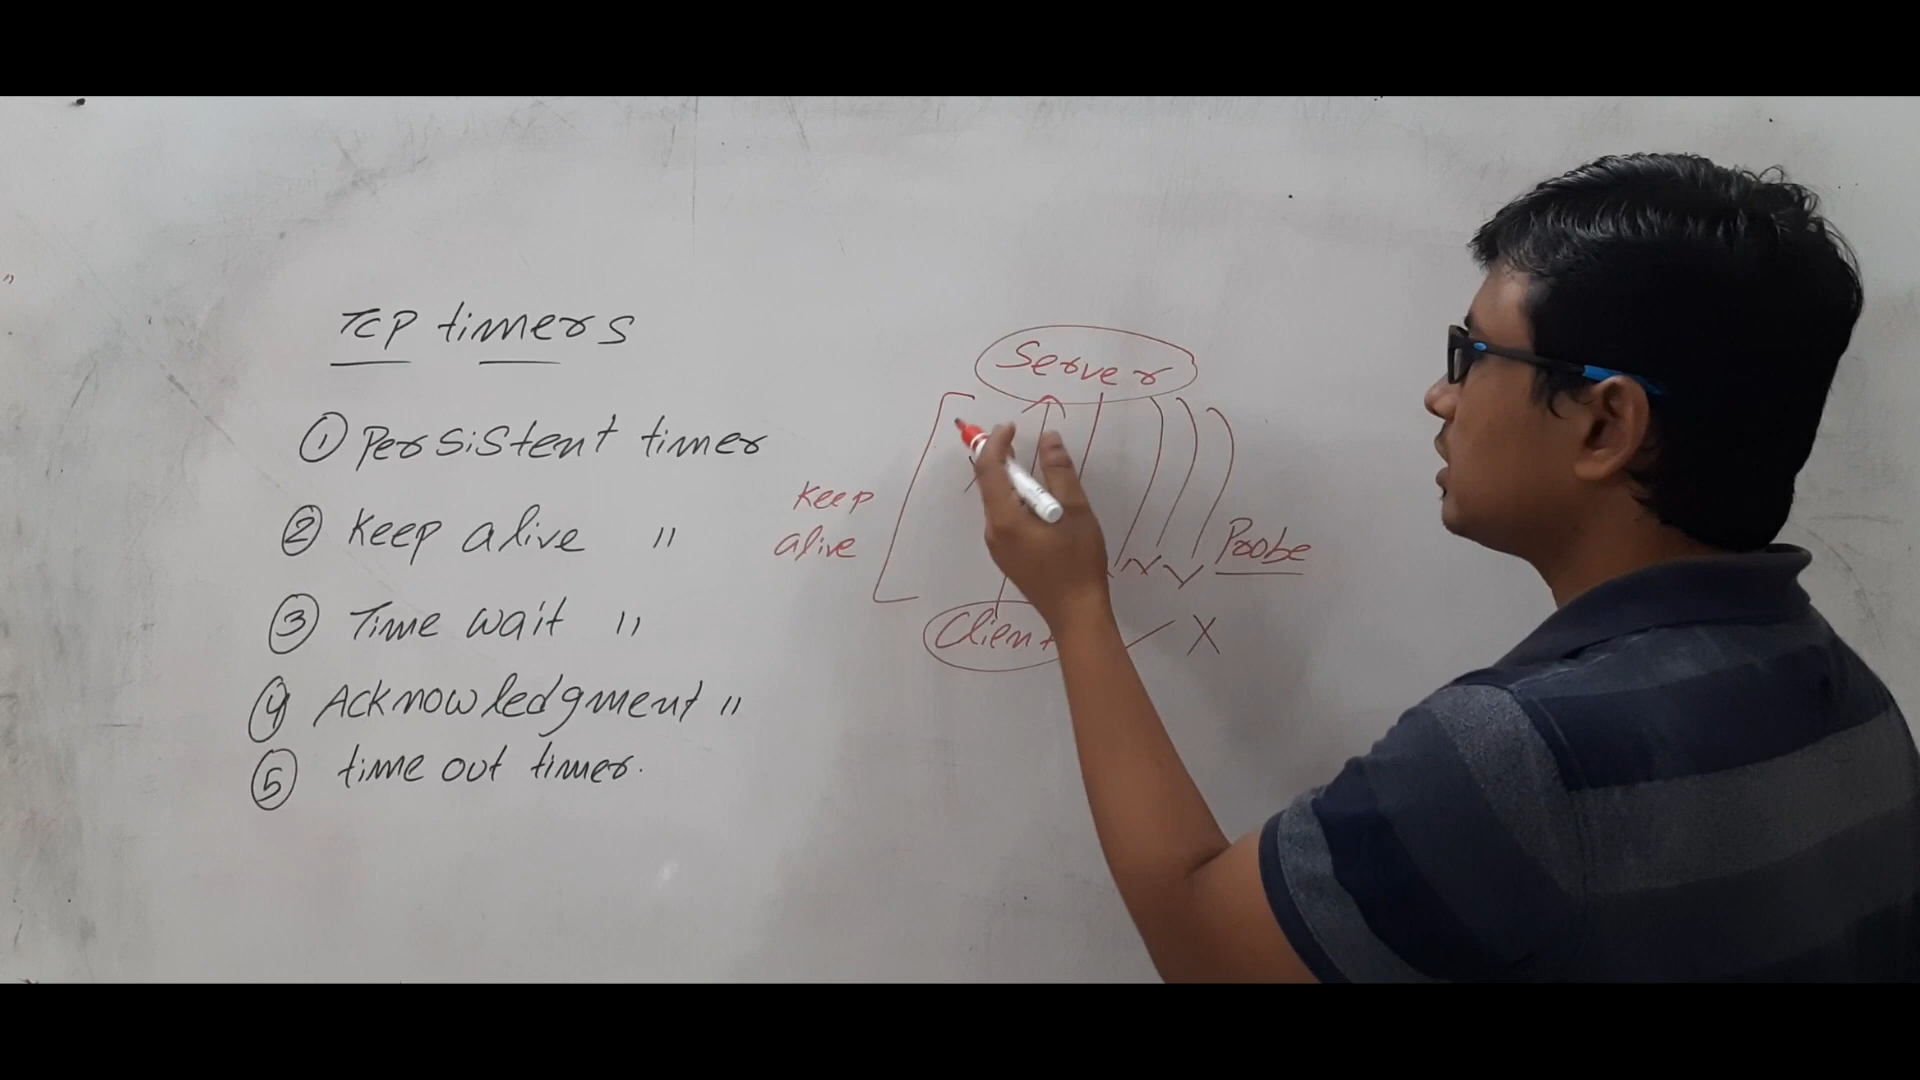 TCP timers
① Persistent timer
② Keep alive "
③ Time wait "
④ Acknowledgment "
⑤ time out timer.
Server
Keep
alive
Probe
Client
X